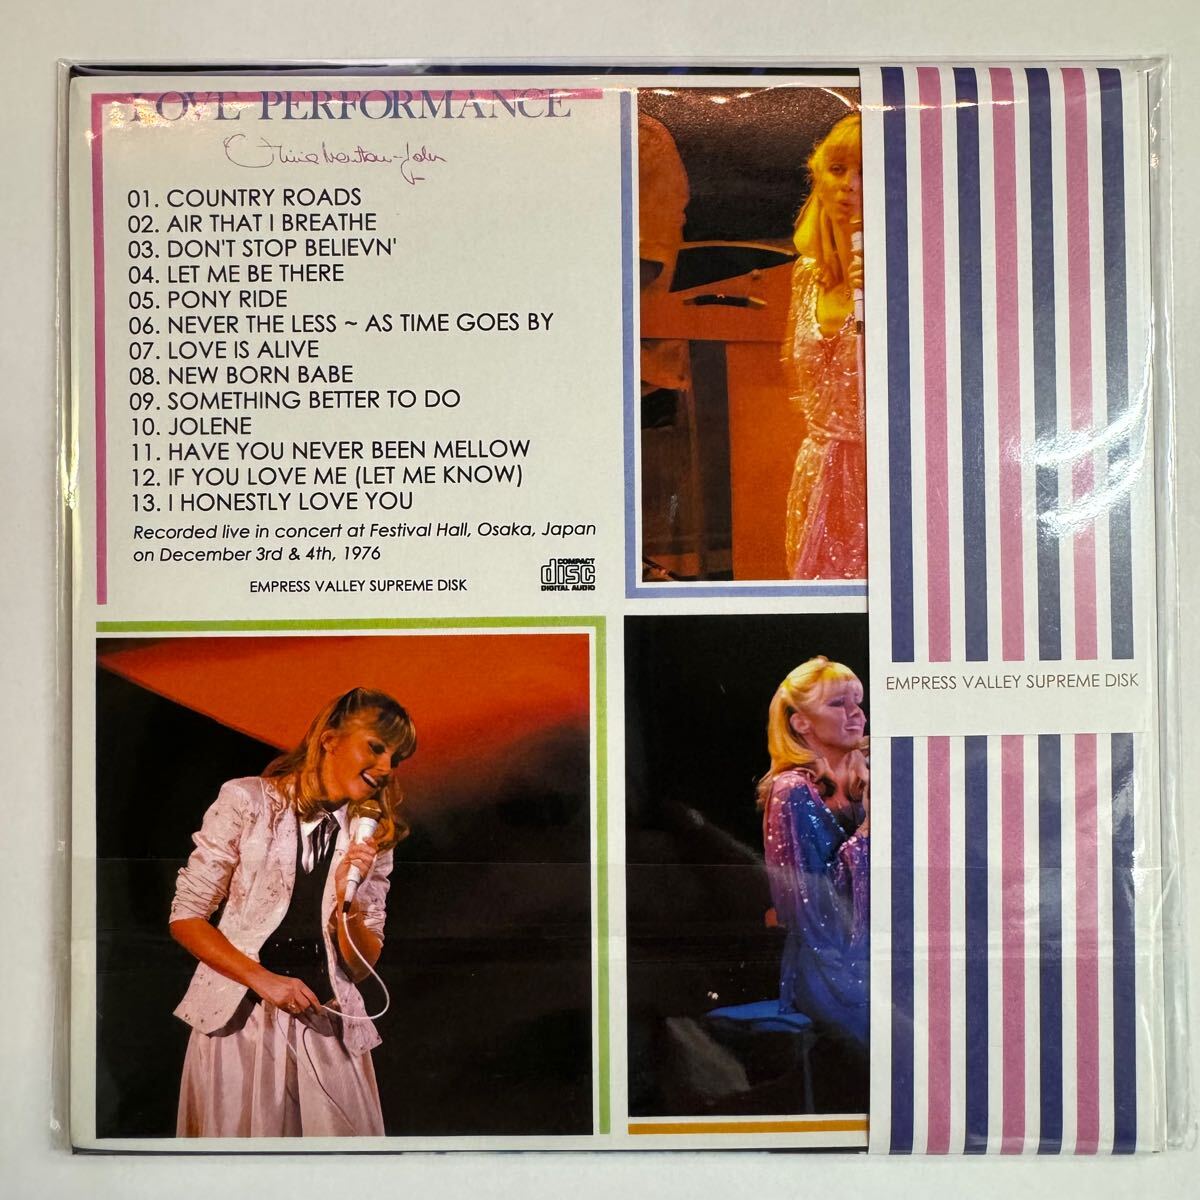 LOVE PERFORMANCE
Olivia Newton-John
01. COUNTRY ROADS
02. AIR THAT I BREATHE
03. DON'T STOP BELIEVN'
04. LET ME BE THERE
05. PONY RIDE
06. NEVER THE LESS ~ AS TIME GOES BY
07. LOVE IS ALIVE
08. NEW BORN BABE
09. SOMETHING BETTER TO DO
10. JOLENE
11. HAVE YOU NEVER BEEN MELLOW
12. IF YOU LOVE ME (LET ME KNOW)
13. I HONESTLY LOVE YOU
Recorded live in concert at Festival Hall, Osaka, Japan
on December 3rd & 4th, 1976
EMPRESS VALLEY SUPREME DISK
COMPACT
disc
DIGITAL AUDIO
EMPRESS VALLEY SUPREME DISK